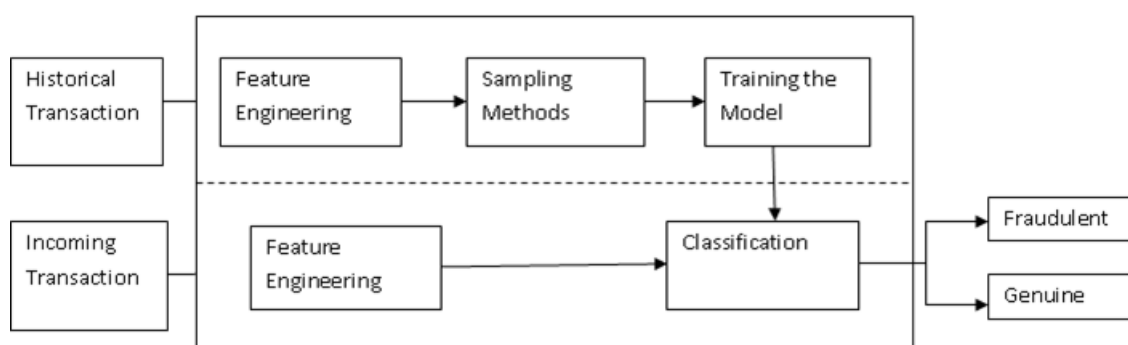 Historical
Transaction
Feature
Engineering
Sampling
Methods
Training the
Model
Incoming
Transaction
Feature
Engineering
Classification
Fraudulent
Genuine